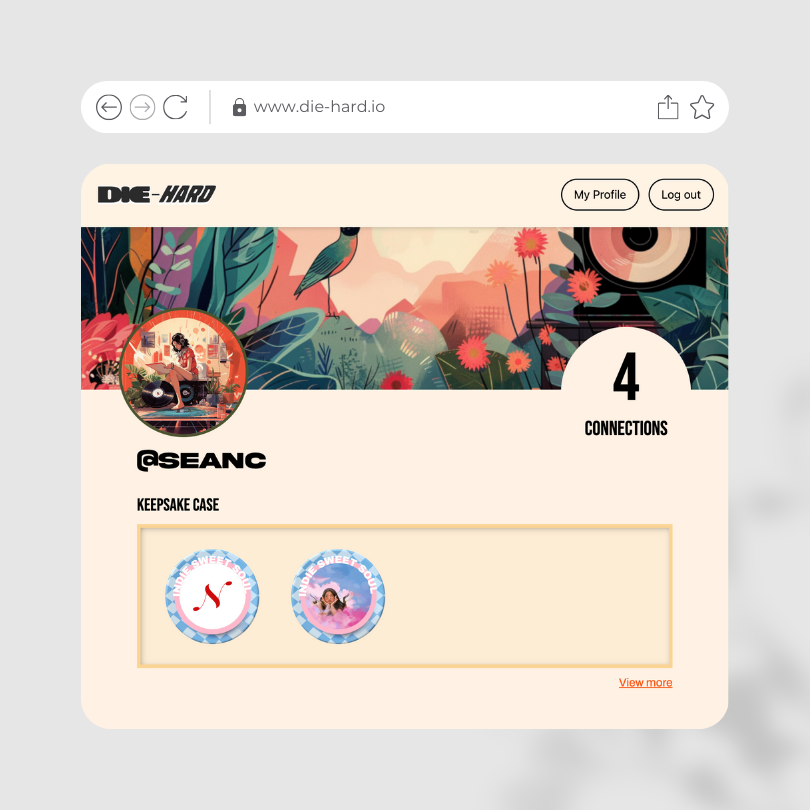 www.die-hard.io
DIE-HARD
My Profile
Log out
4
CONNECTIONS
@SEANC
KEEPSAKE CASE
INDIE SWEET SOUL
N
INDIE SWEET SOUL
View more